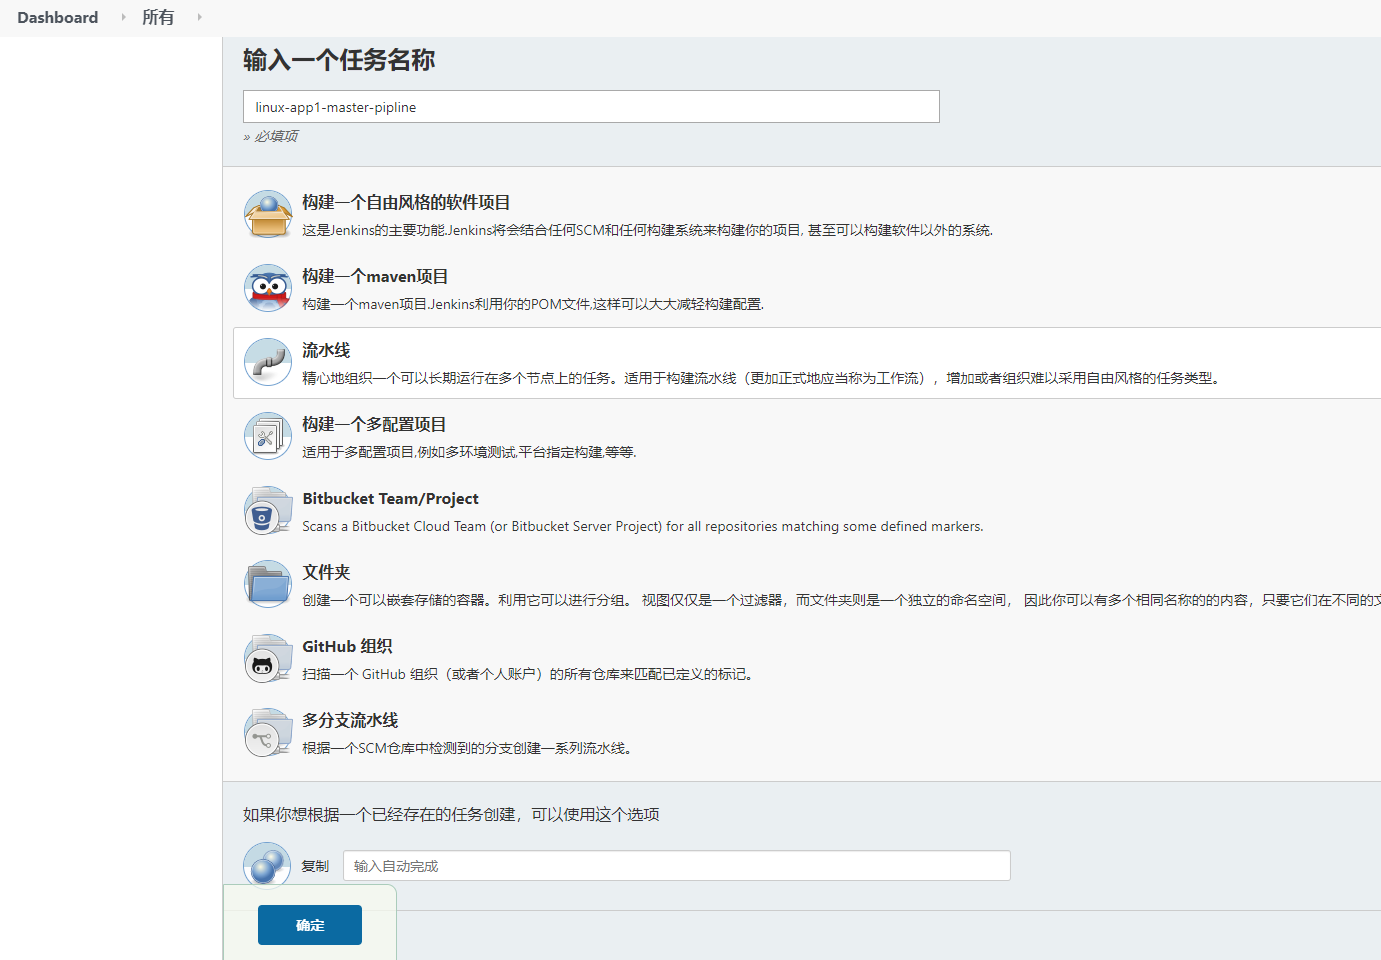 Dashboard 所有
输入一个任务名称
linux-app1-master-pipline
» 必填项
构建一个自由风格的软件项目
这是Jenkins的主要功能.Jenkins将会结合任何SCM和任何构建系统来构建你的项目, 甚至可以构建软件以外的系统.
构建一个maven项目
构建一个maven项目.Jenkins利用你的POM文件,这样可以大大减轻构建配置.
流水线
精心地组织一个可以长期运行在多个节点上的任务。适用于构建流水线（更加正式地应当称为工作流），增加或者组织难以采用自由风格的任务类型。
构建一个多配置项目
适用于多配置项目,例如多环境测试,平台指定构建,等等.
Bitbucket Team/Project
Scans a Bitbucket Cloud Team (or Bitbucket Server Project) for all repositories matching some defined markers.
文件夹
创建一个可以嵌套存储的容器。利用它可以进行分组。 视图仅仅是一个过滤器，而文件夹则是一个独立的命名空间， 因此你可以有多个相同名称的的内容，只要它们在不同的文
GitHub 组织
扫描一个 GitHub 组织（或者个人账户）的所有仓库来匹配已定义的标记。
多分支流水线
根据一个SCM仓库中检测到的分支创建一系列流水线。
如果你想根据一个已经存在的任务创建，可以使用这个选项
复制 输入自动完成
确定